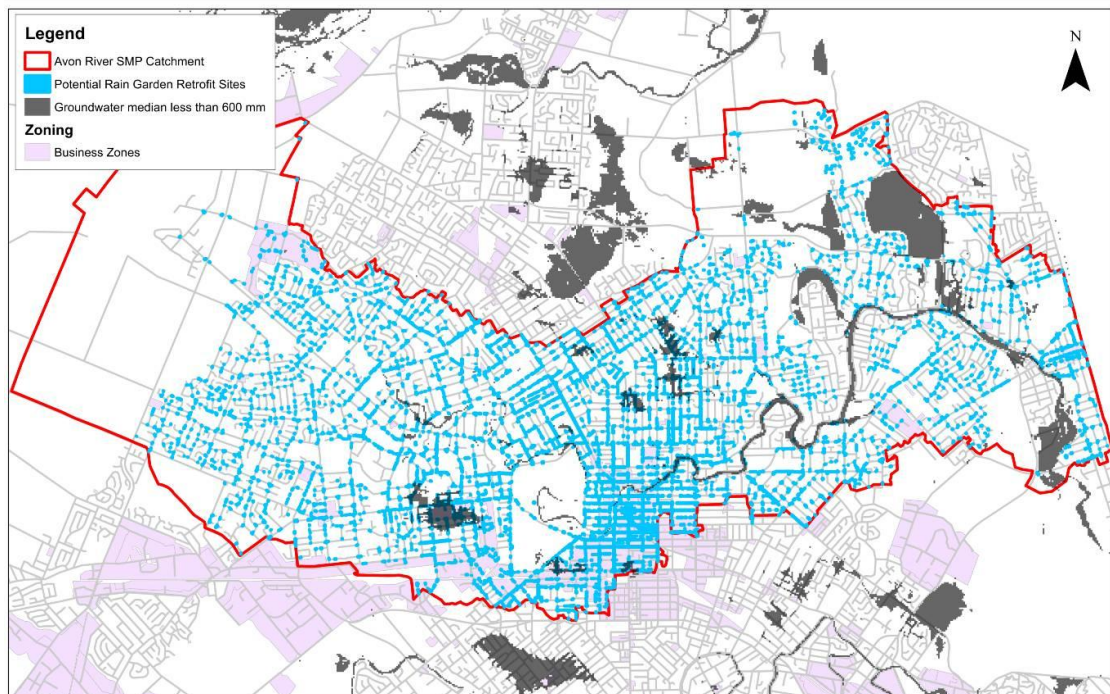 Legend
Avon River SMP Catchment
Potential Rain Garden Retrofit Sites
Groundwater median less than 600 mm
Zoning
Business Zones
N